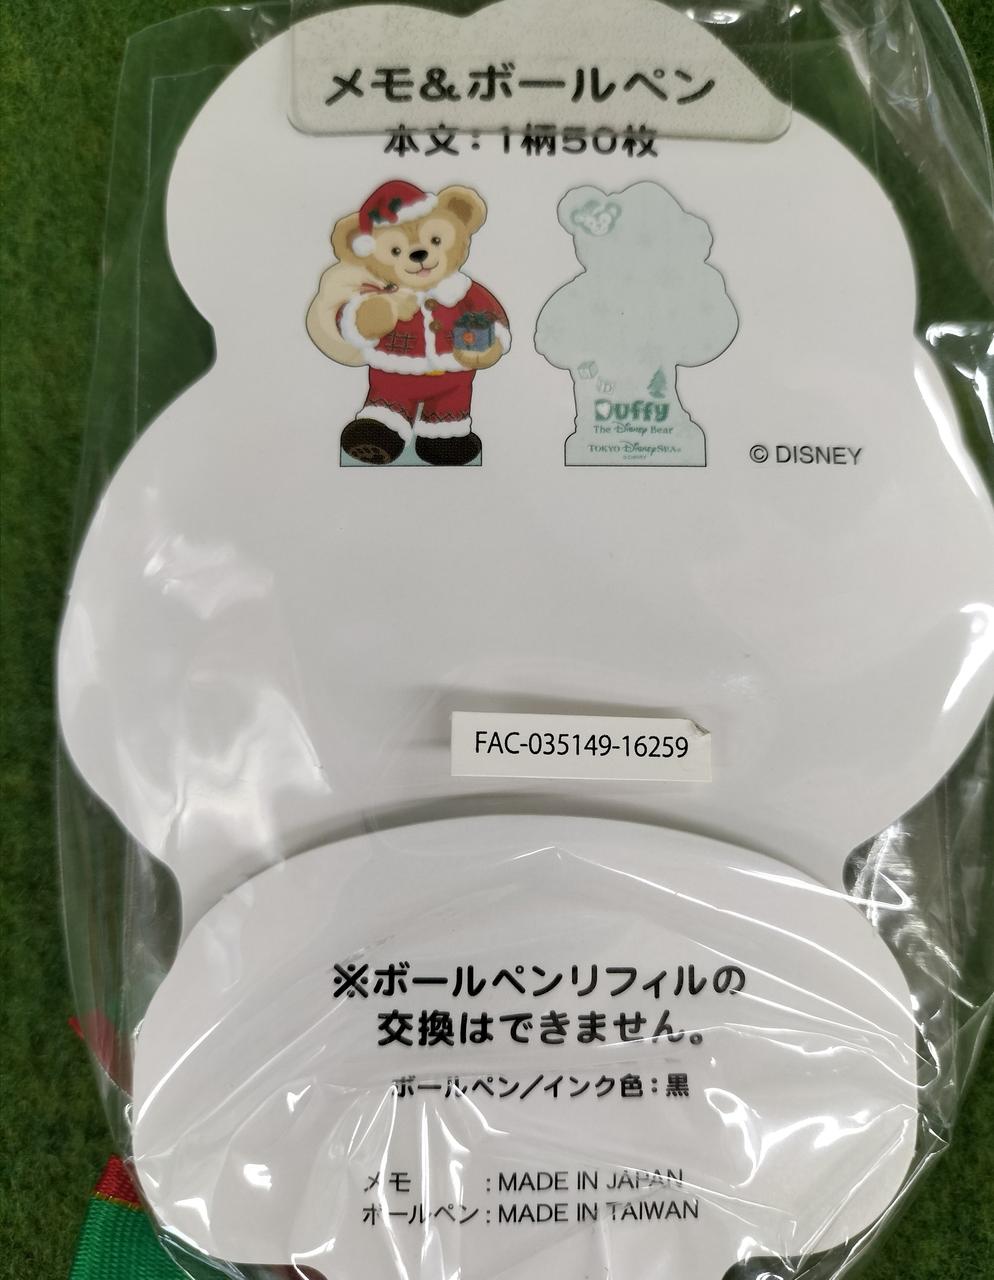 メモ&ボールペン
本文:1柄50枚
Duffy
The Disney Bear
TOKYO DisneySEA
© DISNEY
FAC-035149-16259
※ボールペンリフィルの
交換はできません。
ボールペン/インク色:黒
メモ :MADE IN JAPAN
ボールペン:MADE IN TAIWAN